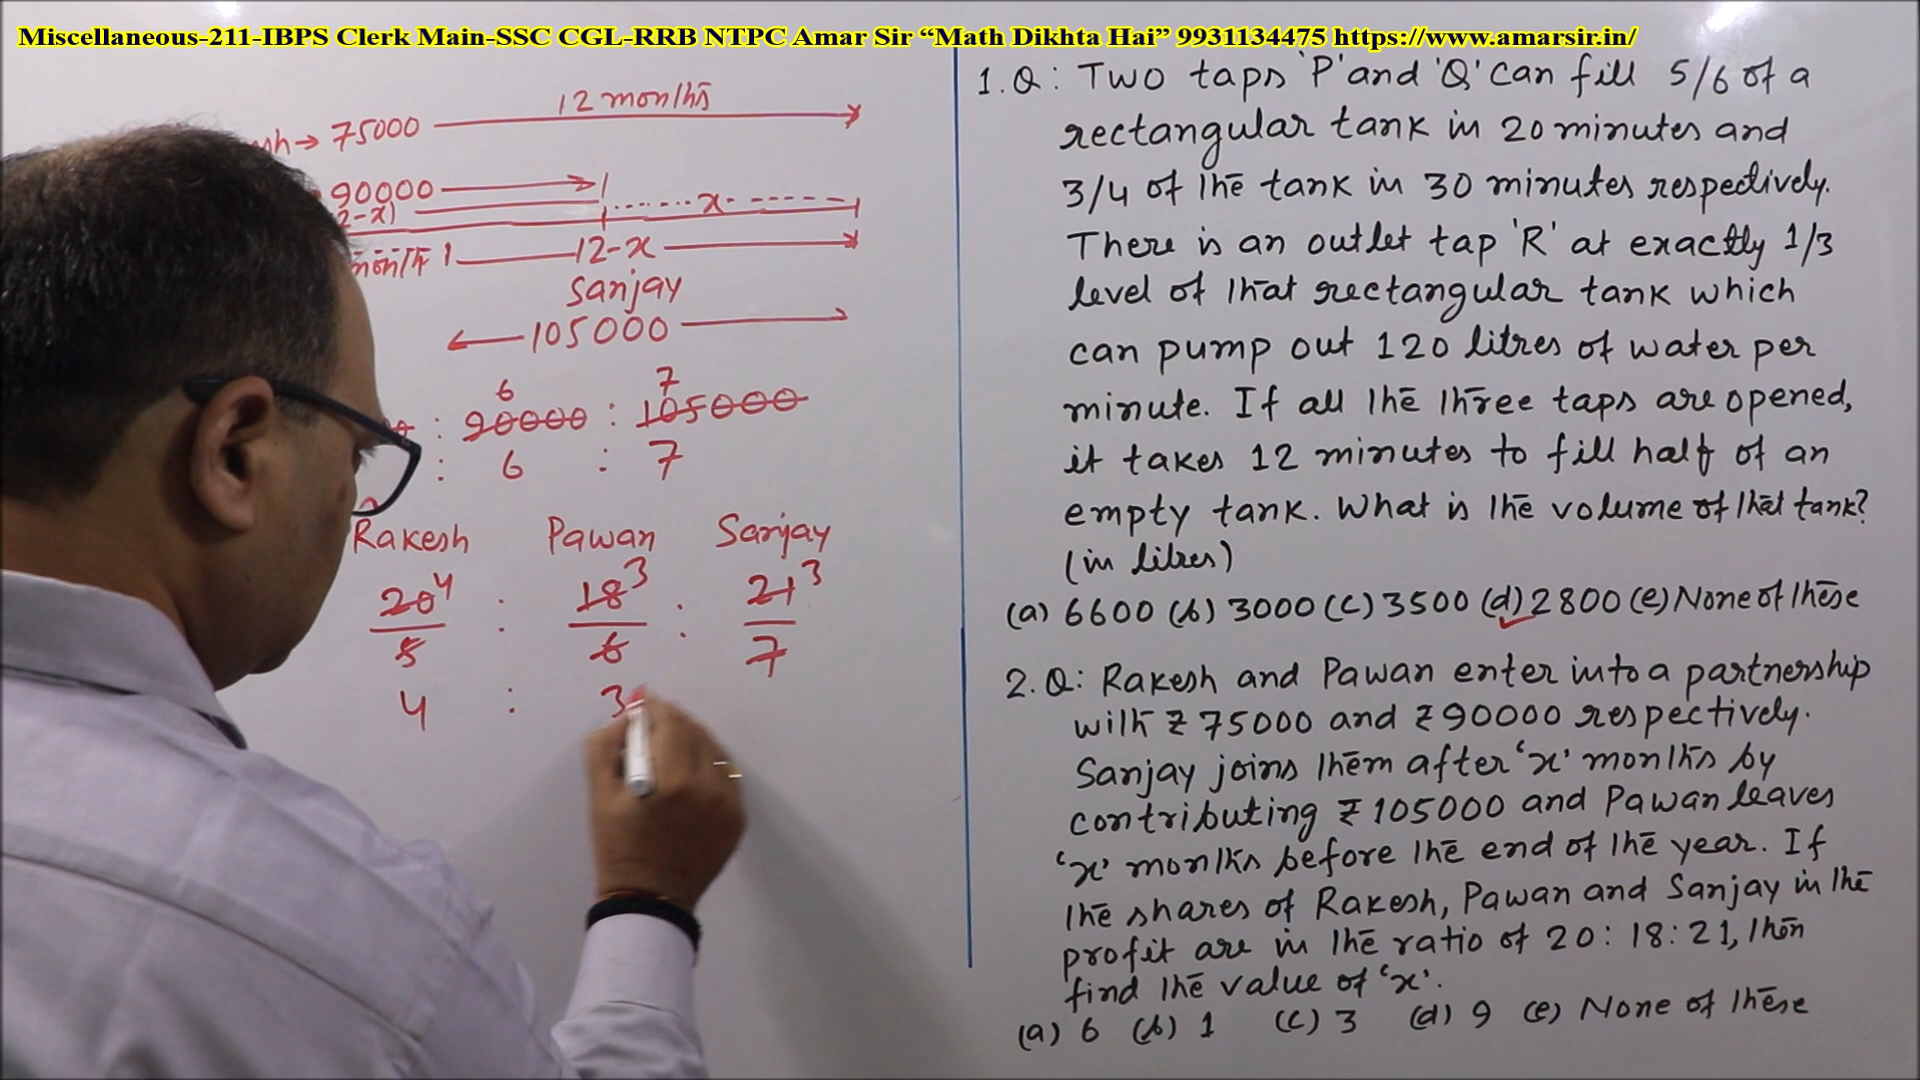 Miscellaneous-211-IBPS Clerk Main-SSC CGL-RRB NTPC Amar Sir “Math Dikhta Hai” 9931134475 https://www.amarsir.in/
12 months
→ 75000
90000
x
12-x
Sanjay
105000
6 7
: 90000 : 105000
: 6 : 7
Rakesh Pawan Sanjay
20 4 : 18 3 : 21 3
5 6 7
4 : 3
1. Q: Two taps 'P' and 'Q' can fill 5/6 of a
rectangular tank in 20 minutes and
3/4 of the tank in 30 minutes respectively.
There is an outlet tap 'R' at exactly 1/3
level of that rectangular tank which
can pump out 120 litres of water per
minute. If all the three taps are opened,
it takes 12 minutes to fill half of an
empty tank. What is the volume of that tank?
(in litres)
(a) 6600 (b) 3000 (c) 3500 (d) 2800 (e) None of these
2. Q: Rakesh and Pawan enter into a partnership
with ₹ 75000 and ₹ 90000 respectively.
Sanjay joins them after 'x' months by
contributing ₹ 105000 and Pawan leaves
'x' months before the end of the year. If
the shares of Rakesh, Pawan and Sanjay in the
profit are in the ratio of 20 : 18 : 21, then
find the value of 'x'.
(a) 6 (b) 1 (c) 3 (d) 9 (e) None of these